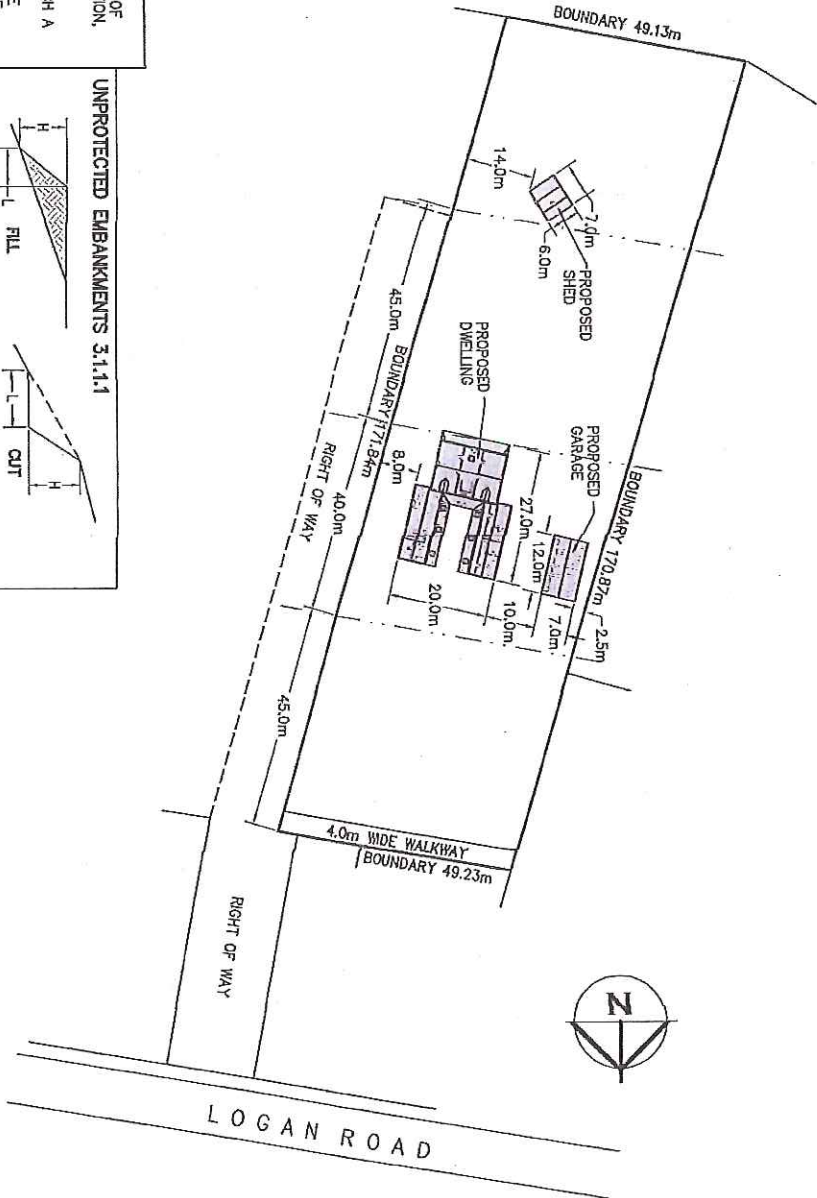 BOUNDARY 49.13m
OF
ION,
H A
UNPROTECTED EMBANKMENTS 3.1.1.1
H
L
FILL
L
H
CUT
14.0m
7.0m
6.0m
PROPOSED
SHED
45.0m
BOUNDARY 171.84m
RIGHT OF WAY
40.0m
45.0m
PROPOSED
DWELLING
8.0m
PROPOSED
GARAGE
BOUNDARY 170.87m
27.0m
12.0m
20.0m
10.0m
7.0m
2.5m
4.0m WIDE WALKWAY
BOUNDARY 49.23m
RIGHT OF WAY
N
LOGAN ROAD